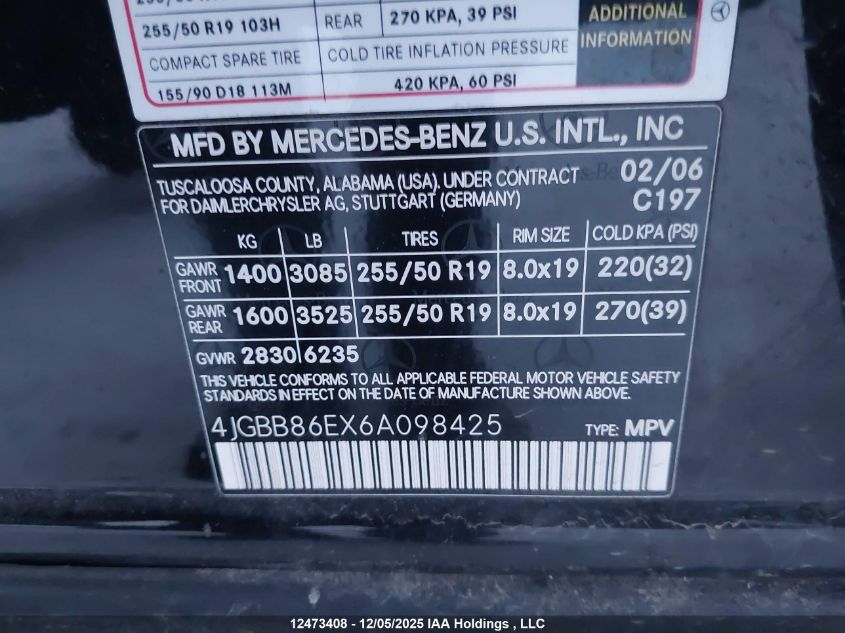 255/50 R19 103H REAR 270 KPA, 39 PSI
ADDITIONAL
INFORMATION
COMPACT SPARE TIRE COLD TIRE INFLATION PRESSURE
155/90 D18 113M 420 KPA, 60 PSI
MFD BY MERCEDES-BENZ U.S. INTL., INC
TUSCALOOSA COUNTY, ALABAMA (USA). UNDER CONTRACT 02/06
FOR DAIMLERCHRYSLER AG, STUTTGART (GERMANY) C197
KG LB TIRES RIM SIZE COLD KPA (PSI)
GAWR FRONT 1400 3085 255/50 R19 8.0x19 220(32)
GAWR REAR 1600 3525 255/50 R19 8.0x19 270(39)
GVWR 2830 6235
THIS VEHICLE CONFORMS TO ALL APPLICABLE FEDERAL MOTOR VEHICLE SAFETY
STANDARDS IN EFFECT ON THE DATE OF MANUFACTURE SHOWN ABOVE.
4JGBB86EX6A098425 TYPE: MPV
12473408 - 12/05/2025 IAA Holdings , LLC